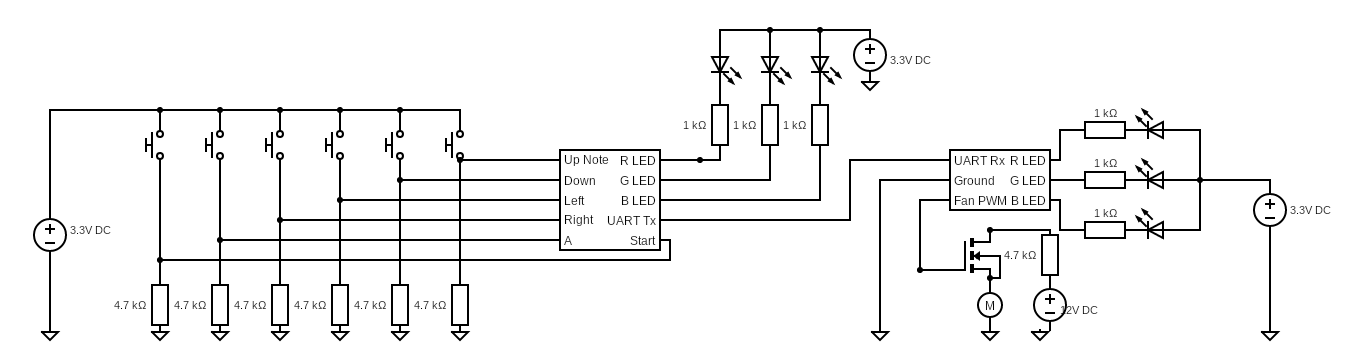 3.3V DC
1 kΩ 1 kΩ 1 kΩ
1 kΩ
Up Note R LED
UART Rx R LED
1 kΩ
Down G LED
Ground G LED
Left B LED
Fan PWM B LED
3.3V DC
1 kΩ
Right UART Tx
3.3V DC
A Start
4.7 kΩ
4.7 kΩ 4.7 kΩ 4.7 kΩ 4.7 kΩ 4.7 kΩ 4.7 kΩ
M
12V DC